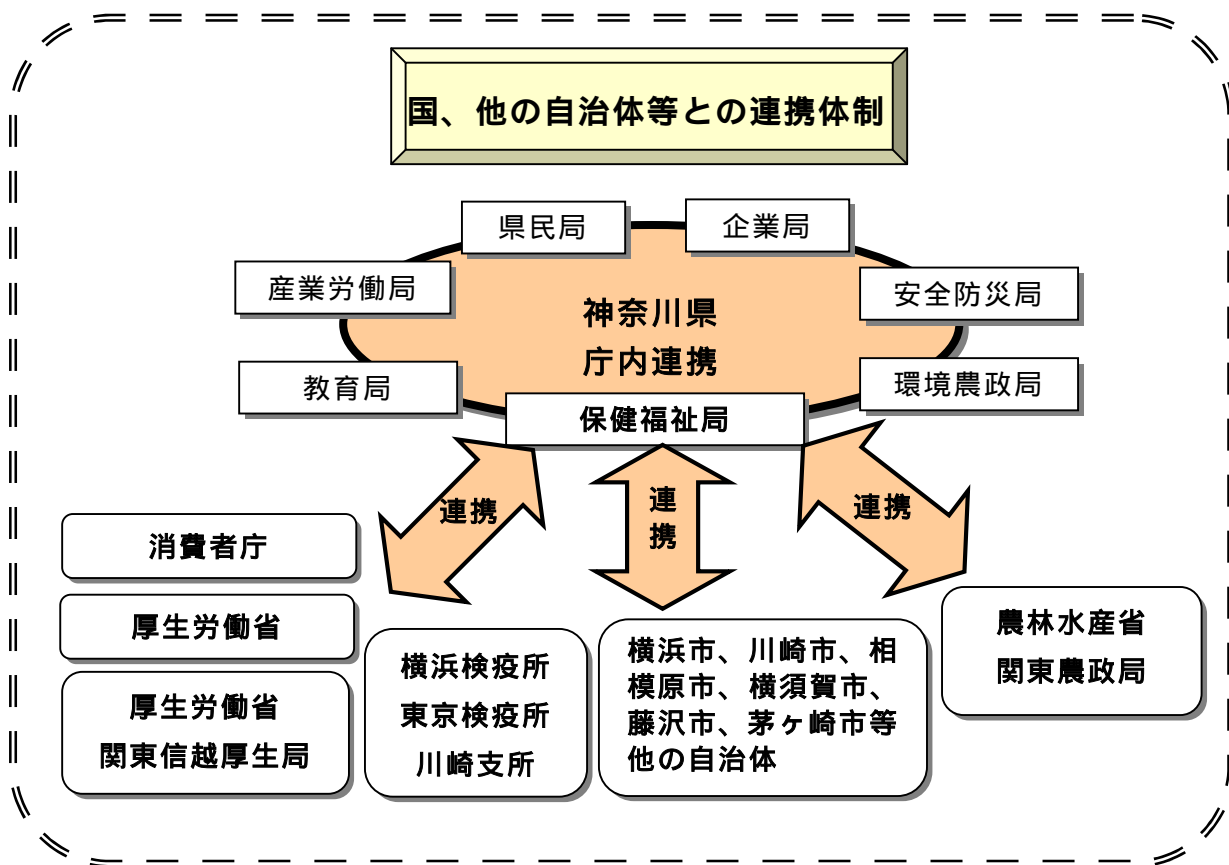 国、他の自治体等との連携体制
県民局
企業局
産業労働局
安全防災局
神奈川県
庁内連携
教育局
環境農政局
保健福祉局
連携
連
携
連携
消費者庁
厚生労働省
厚生労働省
関東信越厚生局
横浜検疫所
東京検疫所
川崎支所
横浜市、川崎市、相
模原市、横須賀市、
藤沢市、茅ヶ崎市等
他の自治体
農林水産省
関東農政局